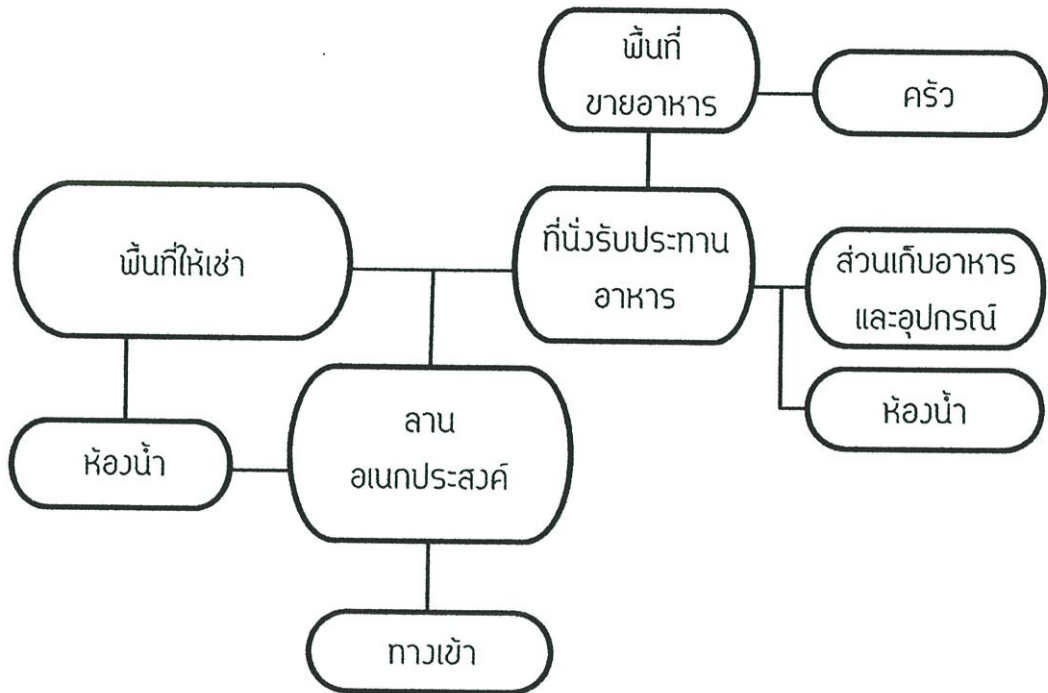 พื้นที่
ขายอาหาร
ครัว
ที่นั่งรับประทาน
อาหาร
พื้นที่ให้เช่า
ส่วนเก็บอาหาร
และอุปกรณ์
ห้องน้ำ
ลาน
อเนกประสงค์
ห้องน้ำ
ทางเข้า